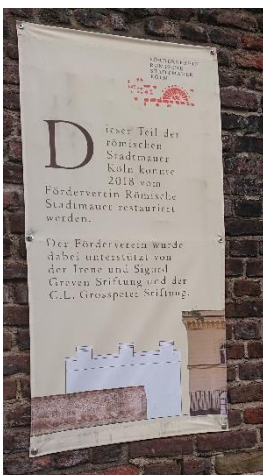 FÖRDERVEREIN
RÖMISCHE
STADTMAUER
KÖLN
Dieser Teil der
römischen
Stadtmauer
Köln konnte
2018 vom
Förderverein Römische
Stadtmauer restauriert
werden.
Der Förderverein wurde
dabei unterstützt von
der Irene und Sigurd
Greven Stiftung und der
C.L. Grosspeter Stiftung.